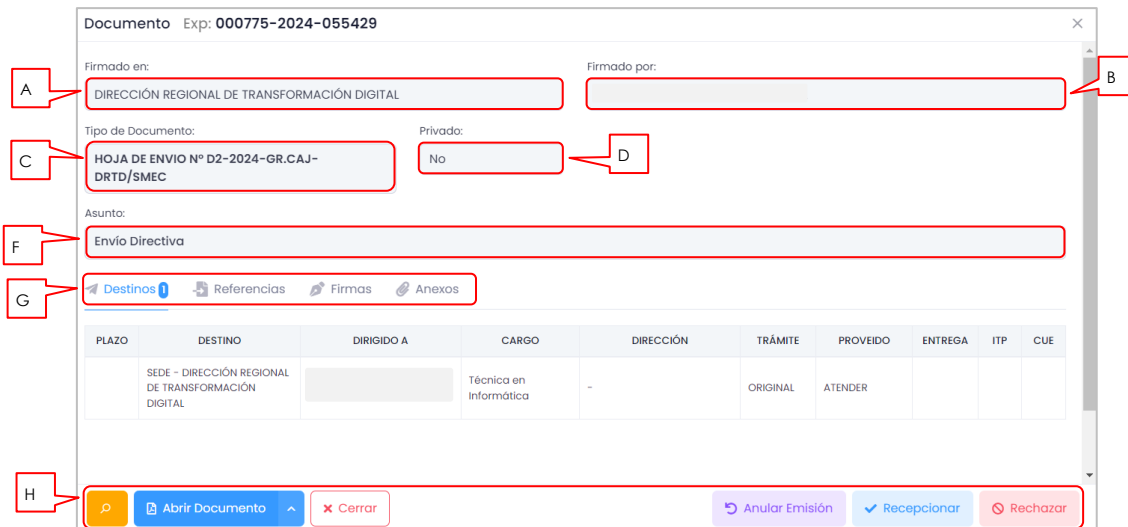 Documento Exp: 000775-2024-055429
Firmado en:
Firmado por:
A
DIRECCIÓN REGIONAL DE TRANSFORMACIÓN DIGITAL
B
Tipo de Documento:
Privado:
C
HOJA DE ENVIO Nº D2-2024-GR.CAJ-
DRTD/SMEC
No
D
Asunto:
F
Envío Directiva
G
Destinos 1 Referencias Firmas Anexos
PLAZO DESTINO DIRIGIDO A CARGO DIRECCIÓN TRÁMITE PROVEIDO ENTREGA ITP CUE
SEDE - DIRECCIÓN REGIONAL
DE TRANSFORMACIÓN
DIGITAL
Técnica en
Informática
-
ORIGINAL
ATENDER
H
Abrir Documento Cerrar Anular Emisión Recepcionar Rechazar